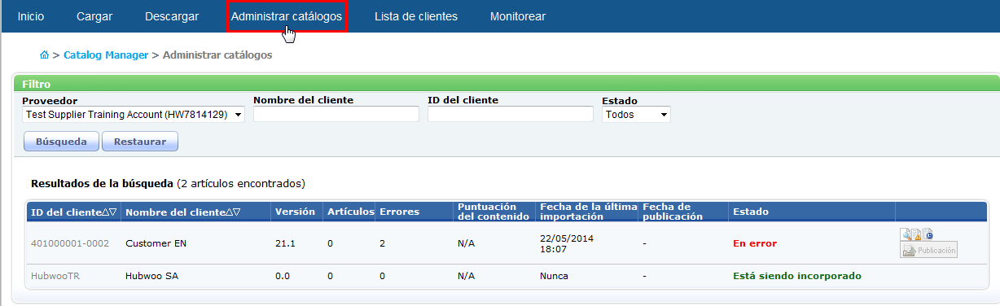 Inicio Cargar Descargar Administrar catálogos Lista de clientes Monitorear
> Catalog Manager > Administrar catálogos
Filtro
Proveedor Nombre del cliente ID del cliente Estado
Test Supplier Training Account (HW7814129) Todos
Búsqueda Restaurar
Resultados de la búsqueda (2 artículos encontrados)
ID del cliente△▽ Nombre del cliente△▽ Versión Artículos Errores Puntuación del contenido Fecha de la última importación Fecha de publicación Estado
401000001-0002 Customer EN 21.1 0 2 N/A 22/05/2014 18:07 - En error
Publicación
HubwooTR Hubwoo SA 0.0 0 0 N/A Nunca - Está siendo incorporado